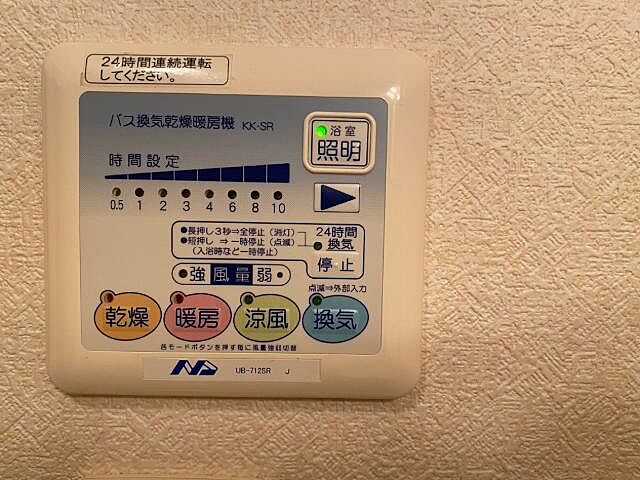 24時間連続運転
してください。
バス換気乾燥暖房機 KK-SR
浴室
照明
時間設定
0.5 1 2 3 4 6 8 10
●長押し3秒⇒全停止（消灯）
●短押し ⇒一時停止（点滅）
（入浴時など一時停止）
24時間
換気
停止
強 風量 弱
点滅⇒外部入力
乾燥 暖房 涼風 換気
各モードボタンを押す毎に風量強弱切替
UB-712SR J